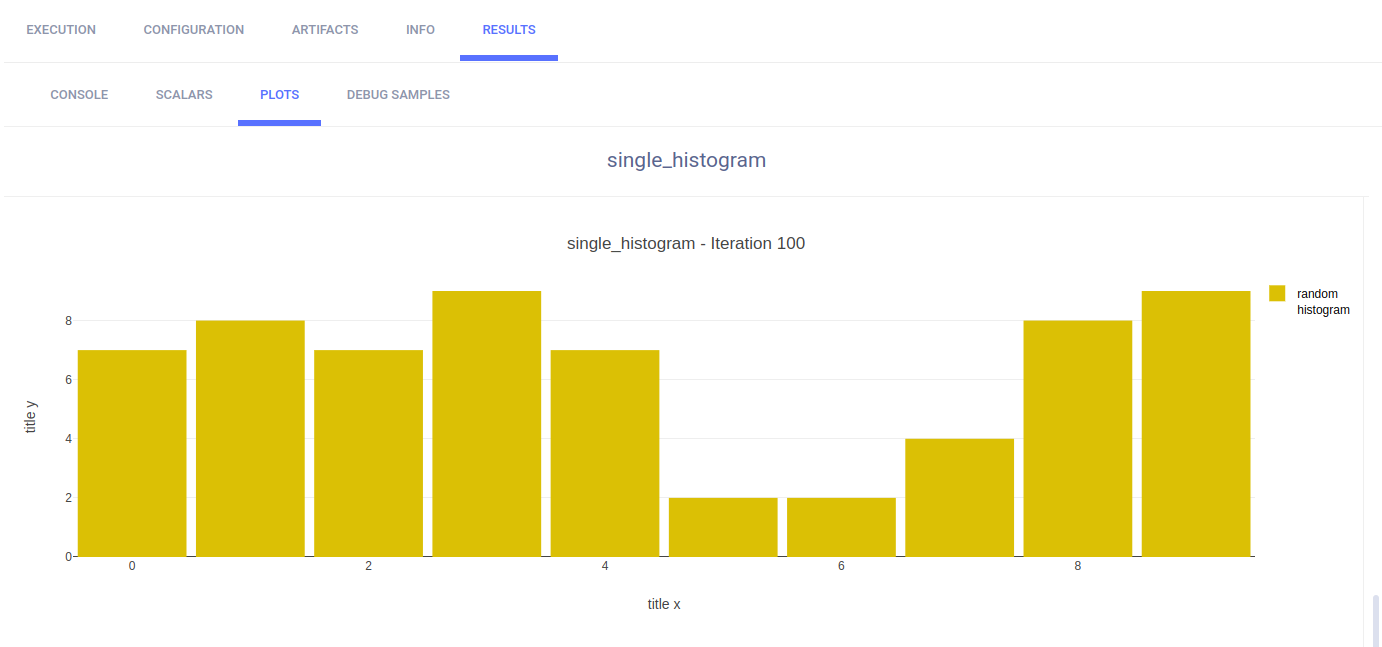 EXECUTION CONFIGURATION ARTIFACTS INFO RESULTS
CONSOLE SCALARS PLOTS DEBUG SAMPLES
single_histogram
single_histogram - Iteration 100
random
histogram
8
6
4
2
0
title y
0 2 4 6 8
title x